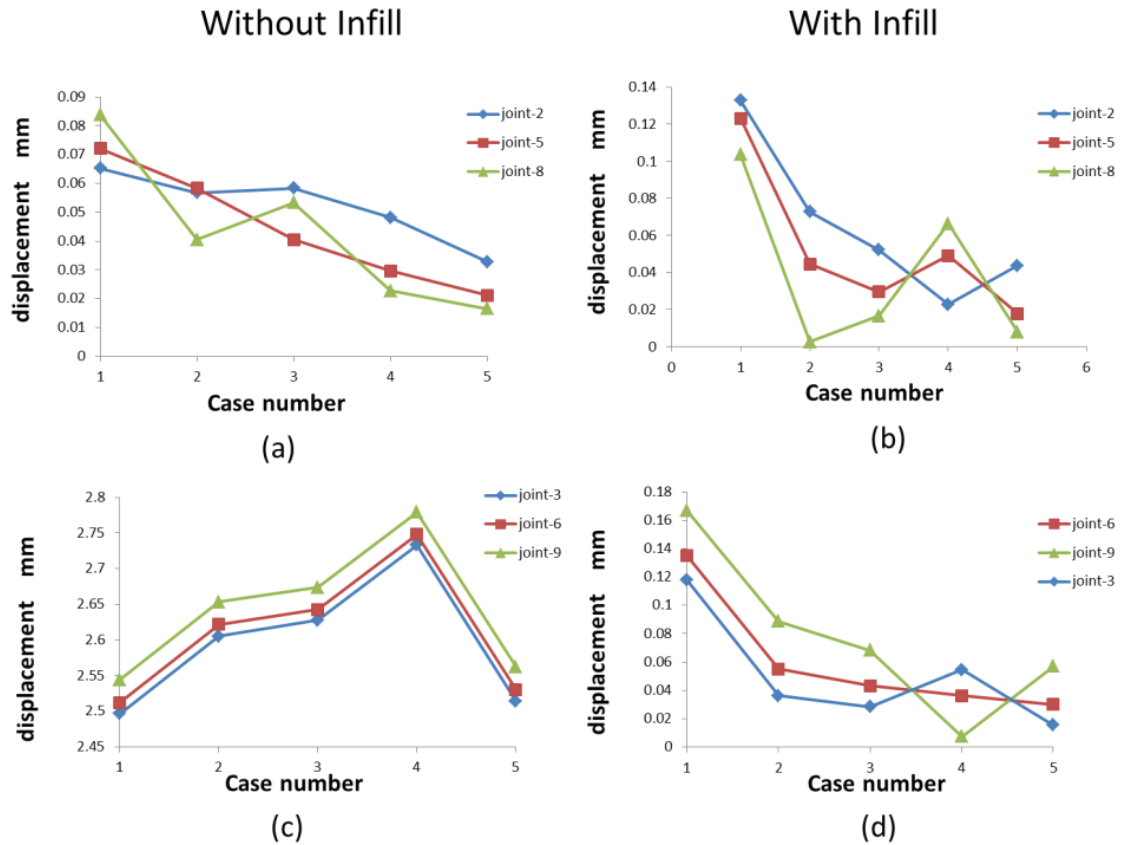 Without Infill
With Infill
displacement mm
0.09
0.08
0.07
0.06
0.05
0.04
0.03
0.02
0.01
0
1 2 3 4 5
Case number
joint-2
joint-5
joint-8
(a)
displacement mm
0.14
0.12
0.1
0.08
0.06
0.04
0.02
0
0 1 2 3 4 5 6
Case number
joint-2
joint-5
joint-8
(b)
displacement mm
2.8
2.75
2.7
2.65
2.6
2.55
2.5
2.45
1 2 3 4 5
Case number
joint-3
joint-6
joint-9
(c)
displacement mm
0.18
0.16
0.14
0.12
0.1
0.08
0.06
0.04
0.02
0
1 2 3 4 5
Case number
joint-6
joint-9
joint-3
(d)